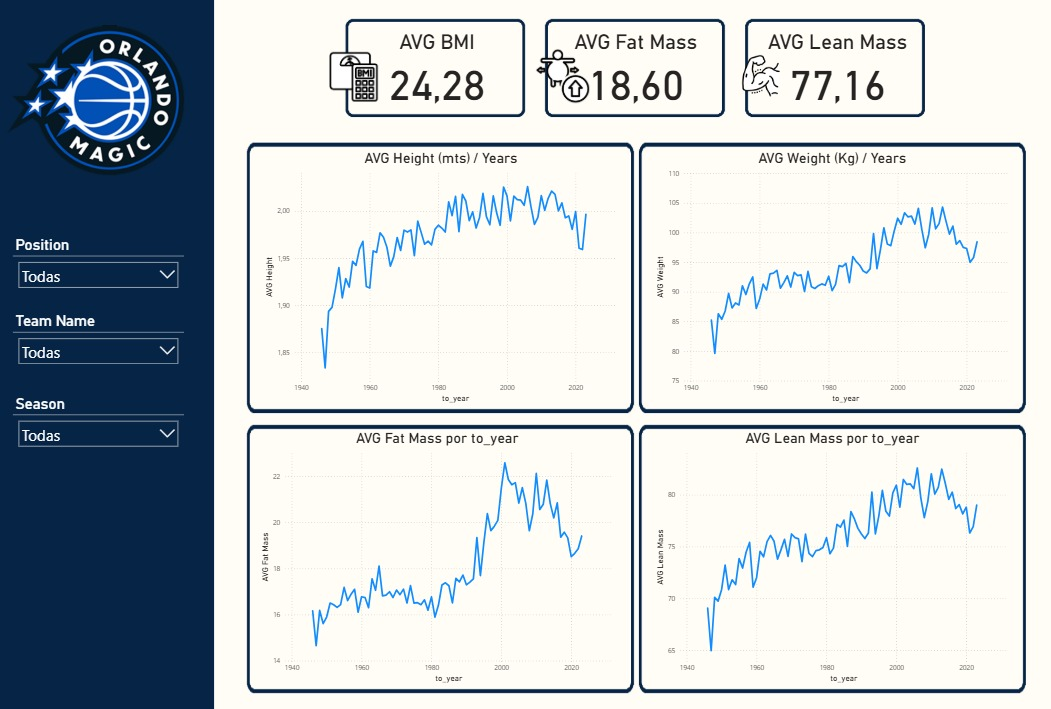 ORLANDO
MAGIC
Position
Todas
Team Name
Todas
Season
Todas
AVG BMI
BMI
24,28
AVG Fat Mass
18,60
AVG Lean Mass
77,16
AVG Height (mts) / Years
AVG Height
2,00
1,95
1,90
1,85
1940 1960 1980 2000 2020
to_year
AVG Weight (Kg) / Years
AVG Weight
110
105
100
95
90
85
80
75
1940 1960 1980 2000 2020
to_year
AVG Fat Mass por to_year
AVG Fat Mass
22
20
18
16
14
1940 1960 1980 2000 2020
to_year
AVG Lean Mass por to_year
AVG Lean Mass
80
75
70
65
1940 1960 1980 2000 2020
to_year